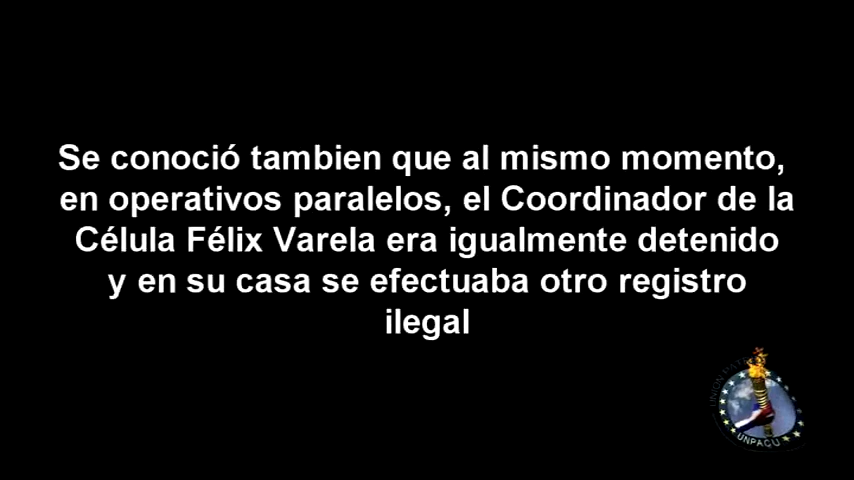 Se conoció tambien que al mismo momento,
en operativos paralelos, el Coordinador de la
Célula Félix Varela era igualmente detenido
y en su casa se efectuaba otro registro
ilegal
UNPACU